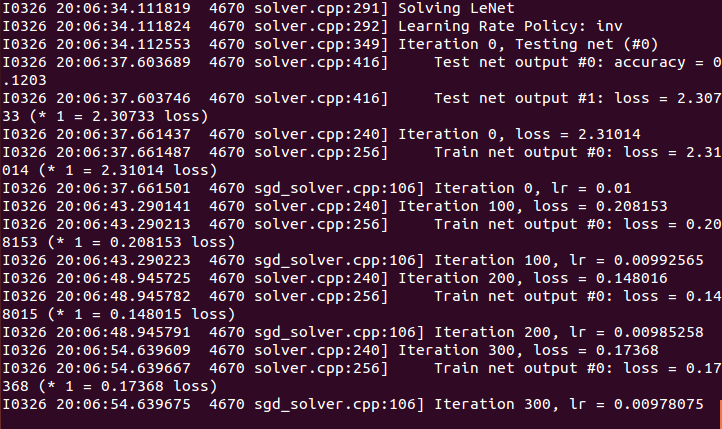 I0326 20:06:34.111819  4670 solver.cpp:291] Solving LeNet
I0326 20:06:34.111824  4670 solver.cpp:292] Learning Rate Policy: inv
I0326 20:06:34.112553  4670 solver.cpp:349] Iteration 0, Testing net (#0)
I0326 20:06:37.603689  4670 solver.cpp:416]     Test net output #0: accuracy = 0
.1203
I0326 20:06:37.603746  4670 solver.cpp:416]     Test net output #1: loss = 2.307
33 (* 1 = 2.30733 loss)
I0326 20:06:37.661437  4670 solver.cpp:240] Iteration 0, loss = 2.31014
I0326 20:06:37.661487  4670 solver.cpp:256]     Train net output #0: loss = 2.31
014 (* 1 = 2.31014 loss)
I0326 20:06:37.661501  4670 sgd_solver.cpp:106] Iteration 0, lr = 0.01
I0326 20:06:43.290141  4670 solver.cpp:240] Iteration 100, loss = 0.208153
I0326 20:06:43.290213  4670 solver.cpp:256]     Train net output #0: loss = 0.20
8153 (* 1 = 0.208153 loss)
I0326 20:06:43.290223  4670 sgd_solver.cpp:106] Iteration 100, lr = 0.00992565
I0326 20:06:48.945725  4670 solver.cpp:240] Iteration 200, loss = 0.148016
I0326 20:06:48.945782  4670 solver.cpp:256]     Train net output #0: loss = 0.14
8015 (* 1 = 0.148015 loss)
I0326 20:06:48.945791  4670 sgd_solver.cpp:106] Iteration 200, lr = 0.00985258
I0326 20:06:54.639609  4670 solver.cpp:240] Iteration 300, loss = 0.17368
I0326 20:06:54.639667  4670 solver.cpp:256]     Train net output #0: loss = 0.17
368 (* 1 = 0.17368 loss)
I0326 20:06:54.639675  4670 sgd_solver.cpp:106] Iteration 300, lr = 0.00978075